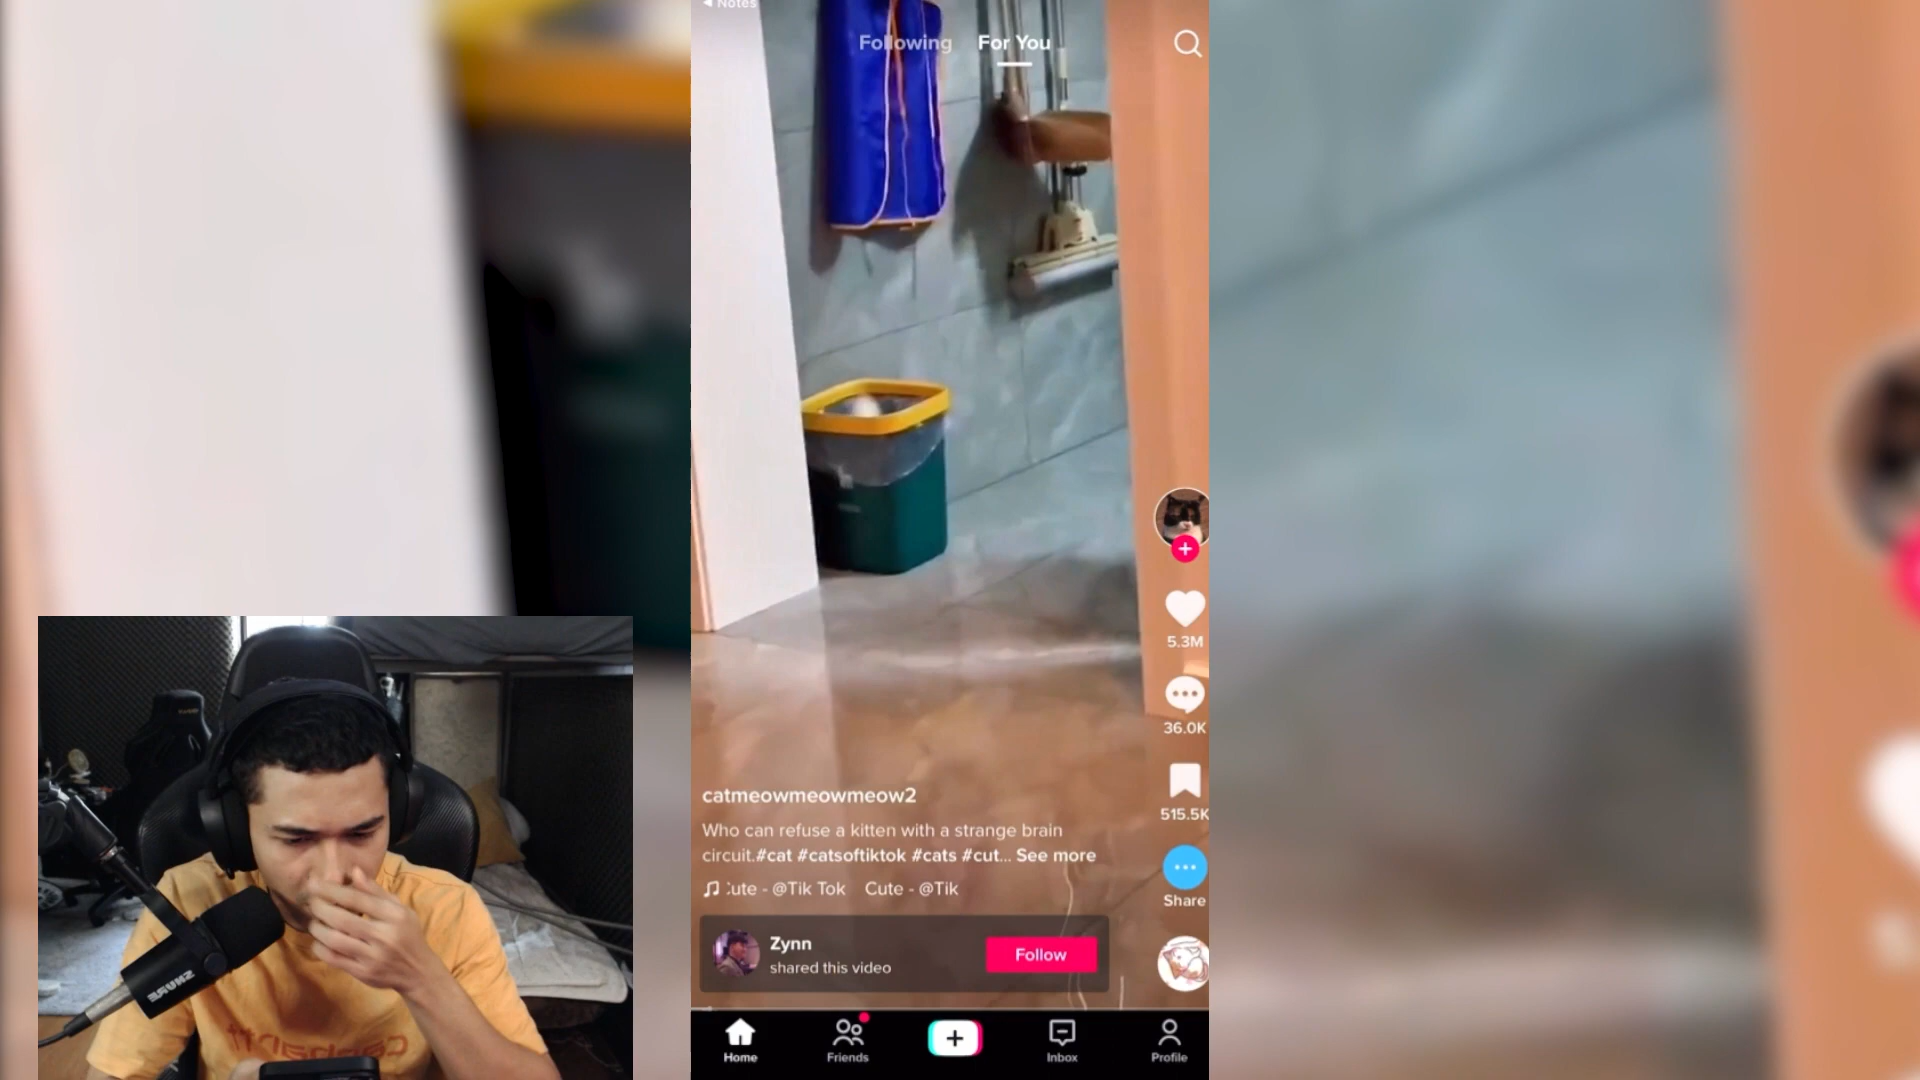 Notes
Following For You
5.3M
36.0K
515.5K
Share
catmeowmeowmeow2
Who can refuse a kitten with a strange brain
circuit.#cat #catsoftiktok #cats #cut... See more
Cute - @Tik Tok Cute - @Tik
Zynn
shared this video
Follow
Home Friends Inbox Profile
SHURE
carhartt